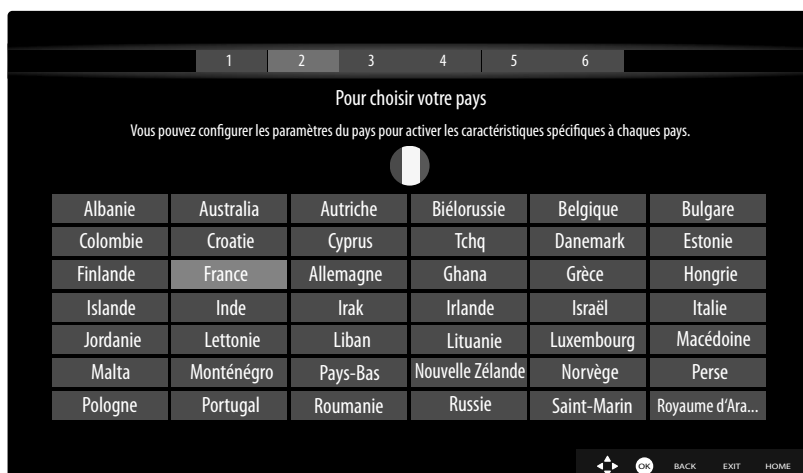 1 2 3 4 5 6
Pour choisir votre pays
Vous pouvez configurer les paramètres du pays pour activer les caractéristiques spécifiques à chaques pays.
Albanie Australia Autriche Biélorussie Belgique Bulgare
Colombie Croatie Cyprus Tchq Danemark Estonie
Finlande France Allemagne Ghana Grèce Hongrie
Islande Inde Irak Irlande Israël Italie
Jordanie Lettonie Liban Lituanie Luxembourg Macédoine
Malta Monténégro Pays-Bas Nouvelle Zélande Norvège Perse
Pologne Portugal Roumanie Russie Saint-Marin Royaume d‘Ara...
OK BACK EXIT HOME